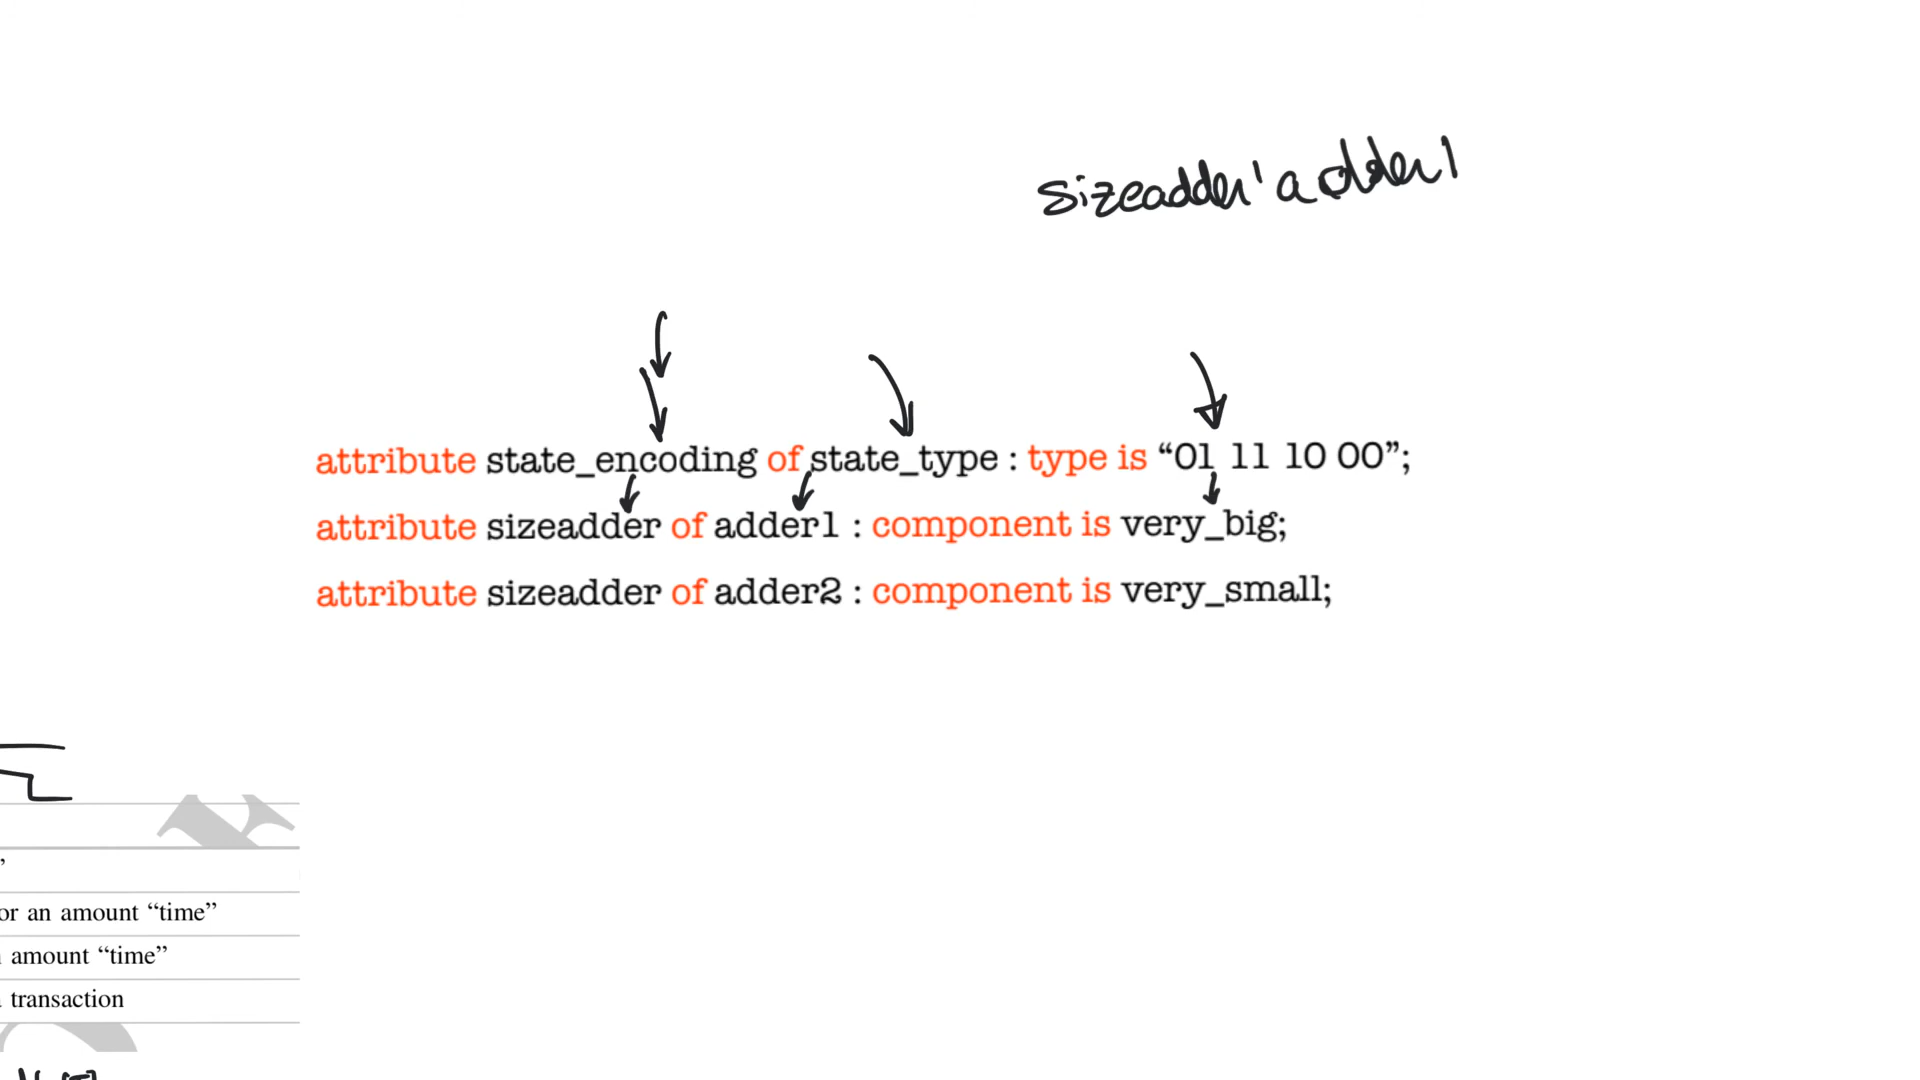 sizeadder'adder1
attribute state_encoding of state_type : type is “01 11 10 00”;
attribute sizeadder of adder1 : component is very_big;
attribute sizeadder of adder2 : component is very_small;
”
or an amount “time”
amount “time”
transaction